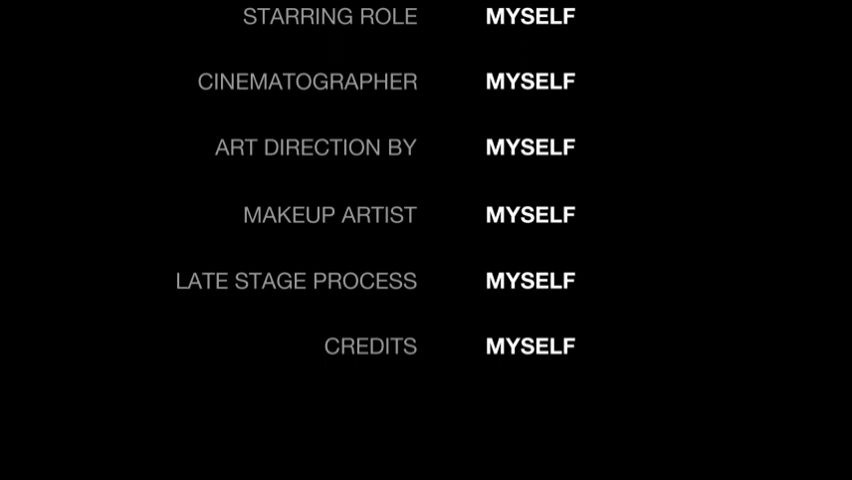 STARRING ROLE MYSELF
CINEMATOGRAPHER MYSELF
ART DIRECTION BY MYSELF
MAKEUP ARTIST MYSELF
LATE STAGE PROCESS MYSELF
CREDITS MYSELF